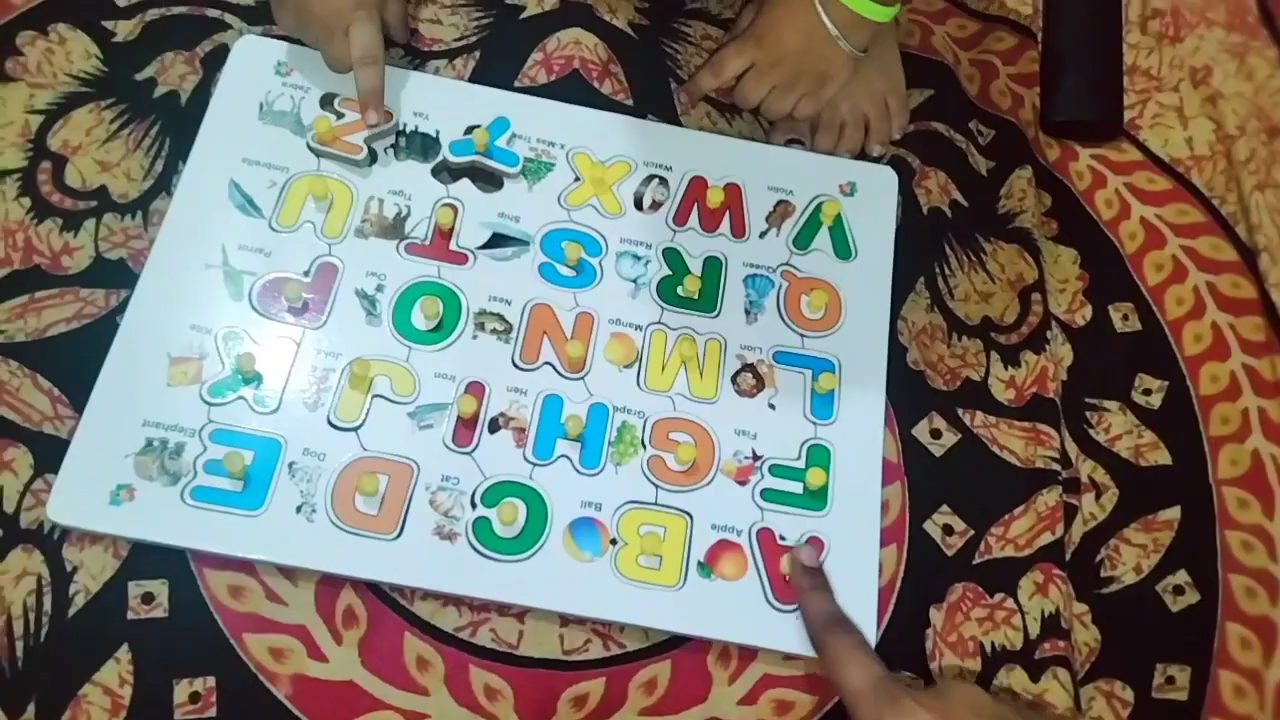 A Apple B Ball C Cat D Dog E Elephant
F Fish G Grape H Hen I Iron J K Kite
L Lion M Mango N Nest O Owl P Parrot
Q Queen R Rabbit S Ship T Tiger U Umbrella
V Violin W Watch X X-Mas Tree Y Yak Z Zebra